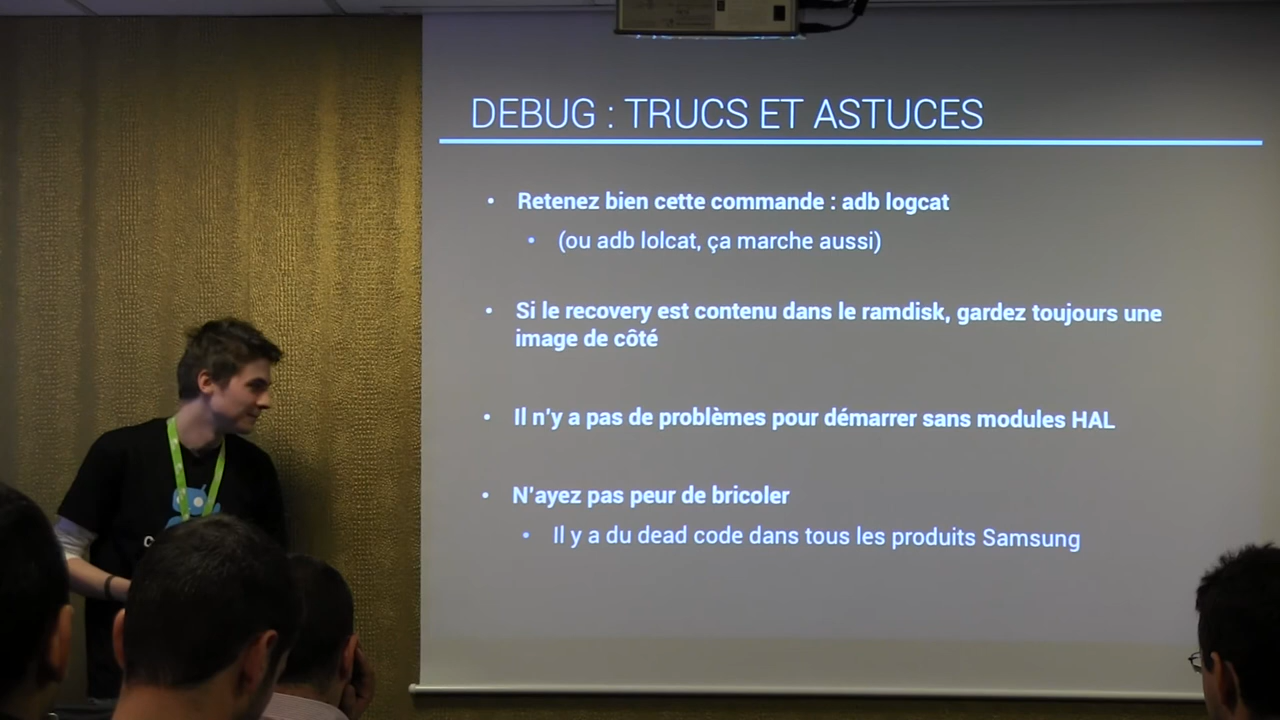 DEBUG : TRUCS ET ASTUCES
• Retenez bien cette commande : adb logcat
• (ou adb lolcat, ça marche aussi)
• Si le recovery est contenu dans le ramdisk, gardez toujours une
image de côté
• Il n'y a pas de problèmes pour démarrer sans modules HAL
• N'ayez pas peur de bricoler
• Il y a du dead code dans tous les produits Samsung